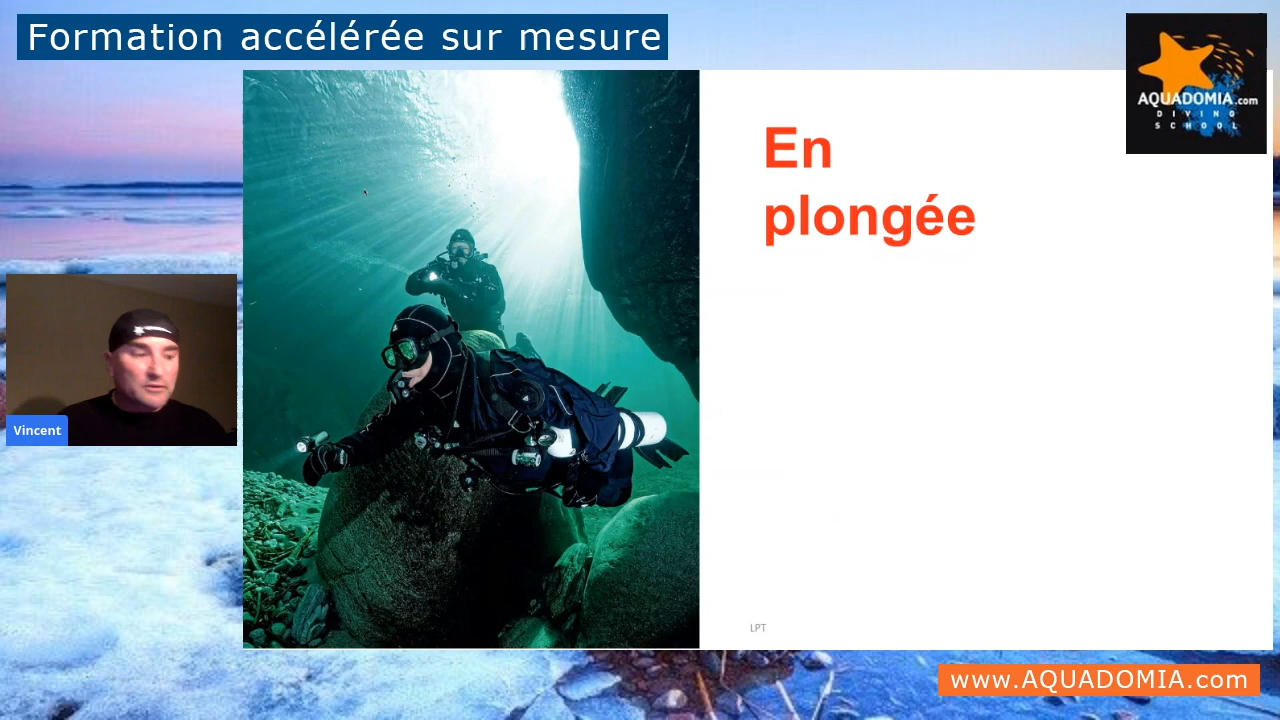 Formation accélérée sur mesure
AQUADOMIA.com
DIVING
SCHOOL
En
plongée
Vincent
LPT
www.AQUADOMIA.com